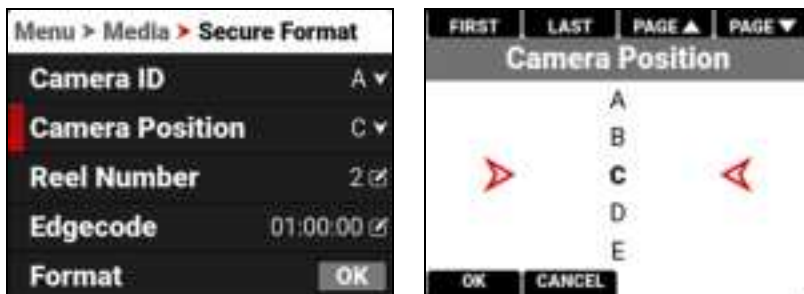 Menu > Media > Secure Format
Camera ID A
Camera Position C
Reel Number 2
Edgecode 01:00:00
Format OK
FIRST LAST PAGE▲ PAGE▼
Camera Position
A
B
C
D
E
OK CANCEL